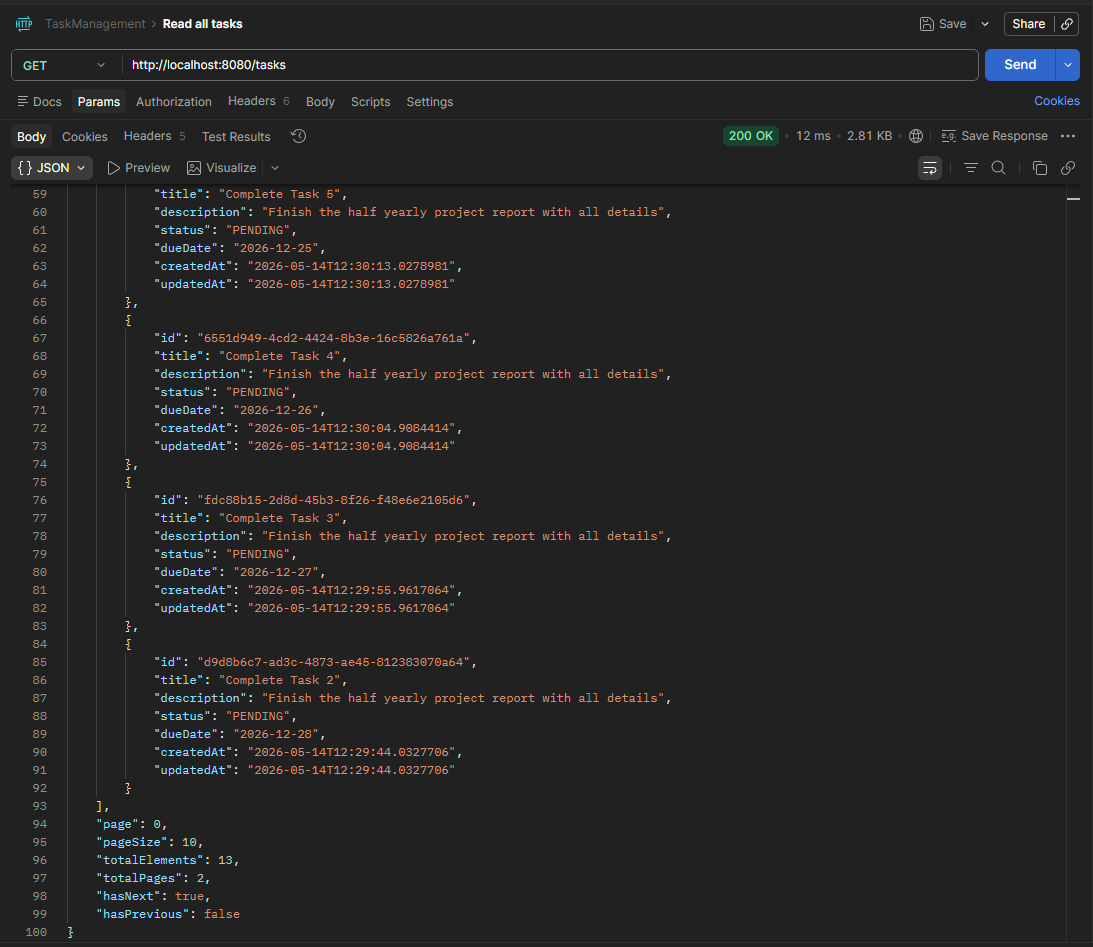 HTTP TaskManagement > Read all tasks Save Share
GET http://localhost:8080/tasks Send
Docs Params Authorization Headers 6 Body Scripts Settings Cookies
Body Cookies Headers 5 Test Results 200 OK • 12 ms • 2.81 KB • e.g. Save Response
{} JSON Preview Visualize
59 "title": "Complete Task 5",
60 "description": "Finish the half yearly project report with all details",
61 "status": "PENDING",
62 "dueDate": "2026-12-25",
63 "createdAt": "2026-05-14T12:30:13.0278981",
64 "updatedAt": "2026-05-14T12:30:13.0278981"
65 },
66 {
67 "id": "6551d949-4cd2-4424-8b3e-16c5826a761a",
68 "title": "Complete Task 4",
69 "description": "Finish the half yearly project report with all details",
70 "status": "PENDING",
71 "dueDate": "2026-12-26",
72 "createdAt": "2026-05-14T12:30:04.9084414",
73 "updatedAt": "2026-05-14T12:30:04.9084414"
74 },
75 {
76 "id": "fdc88b15-2d8d-45b3-8f26-f48e6e2105d6",
77 "title": "Complete Task 3",
78 "description": "Finish the half yearly project report with all details",
79 "status": "PENDING",
80 "dueDate": "2026-12-27",
81 "createdAt": "2026-05-14T12:29:55.9617064",
82 "updatedAt": "2026-05-14T12:29:55.9617064"
83 },
84 {
85 "id": "d9d8b6c7-ad3c-4873-ae45-812383070a64",
86 "title": "Complete Task 2",
87 "description": "Finish the half yearly project report with all details",
88 "status": "PENDING",
89 "dueDate": "2026-12-28",
90 "createdAt": "2026-05-14T12:29:44.0327706",
91 "updatedAt": "2026-05-14T12:29:44.0327706"
92 }
93 ],
94 "page": 0,
95 "pageSize": 10,
96 "totalElements": 13,
97 "totalPages": 2,
98 "hasNext": true,
99 "hasPrevious": false
100 }